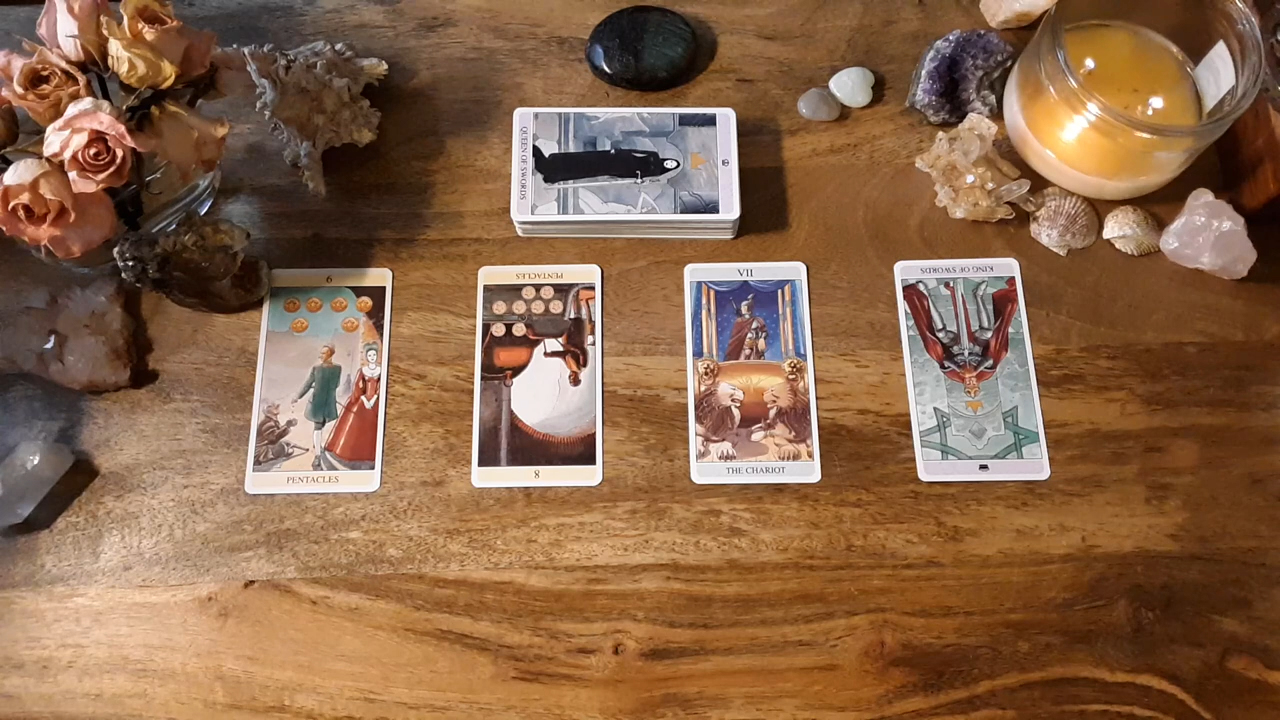 QUEEN OF SWORDS
6
PENTACLES
PENTACLES
8
VII
THE CHARIOT
KING OF SWORDS